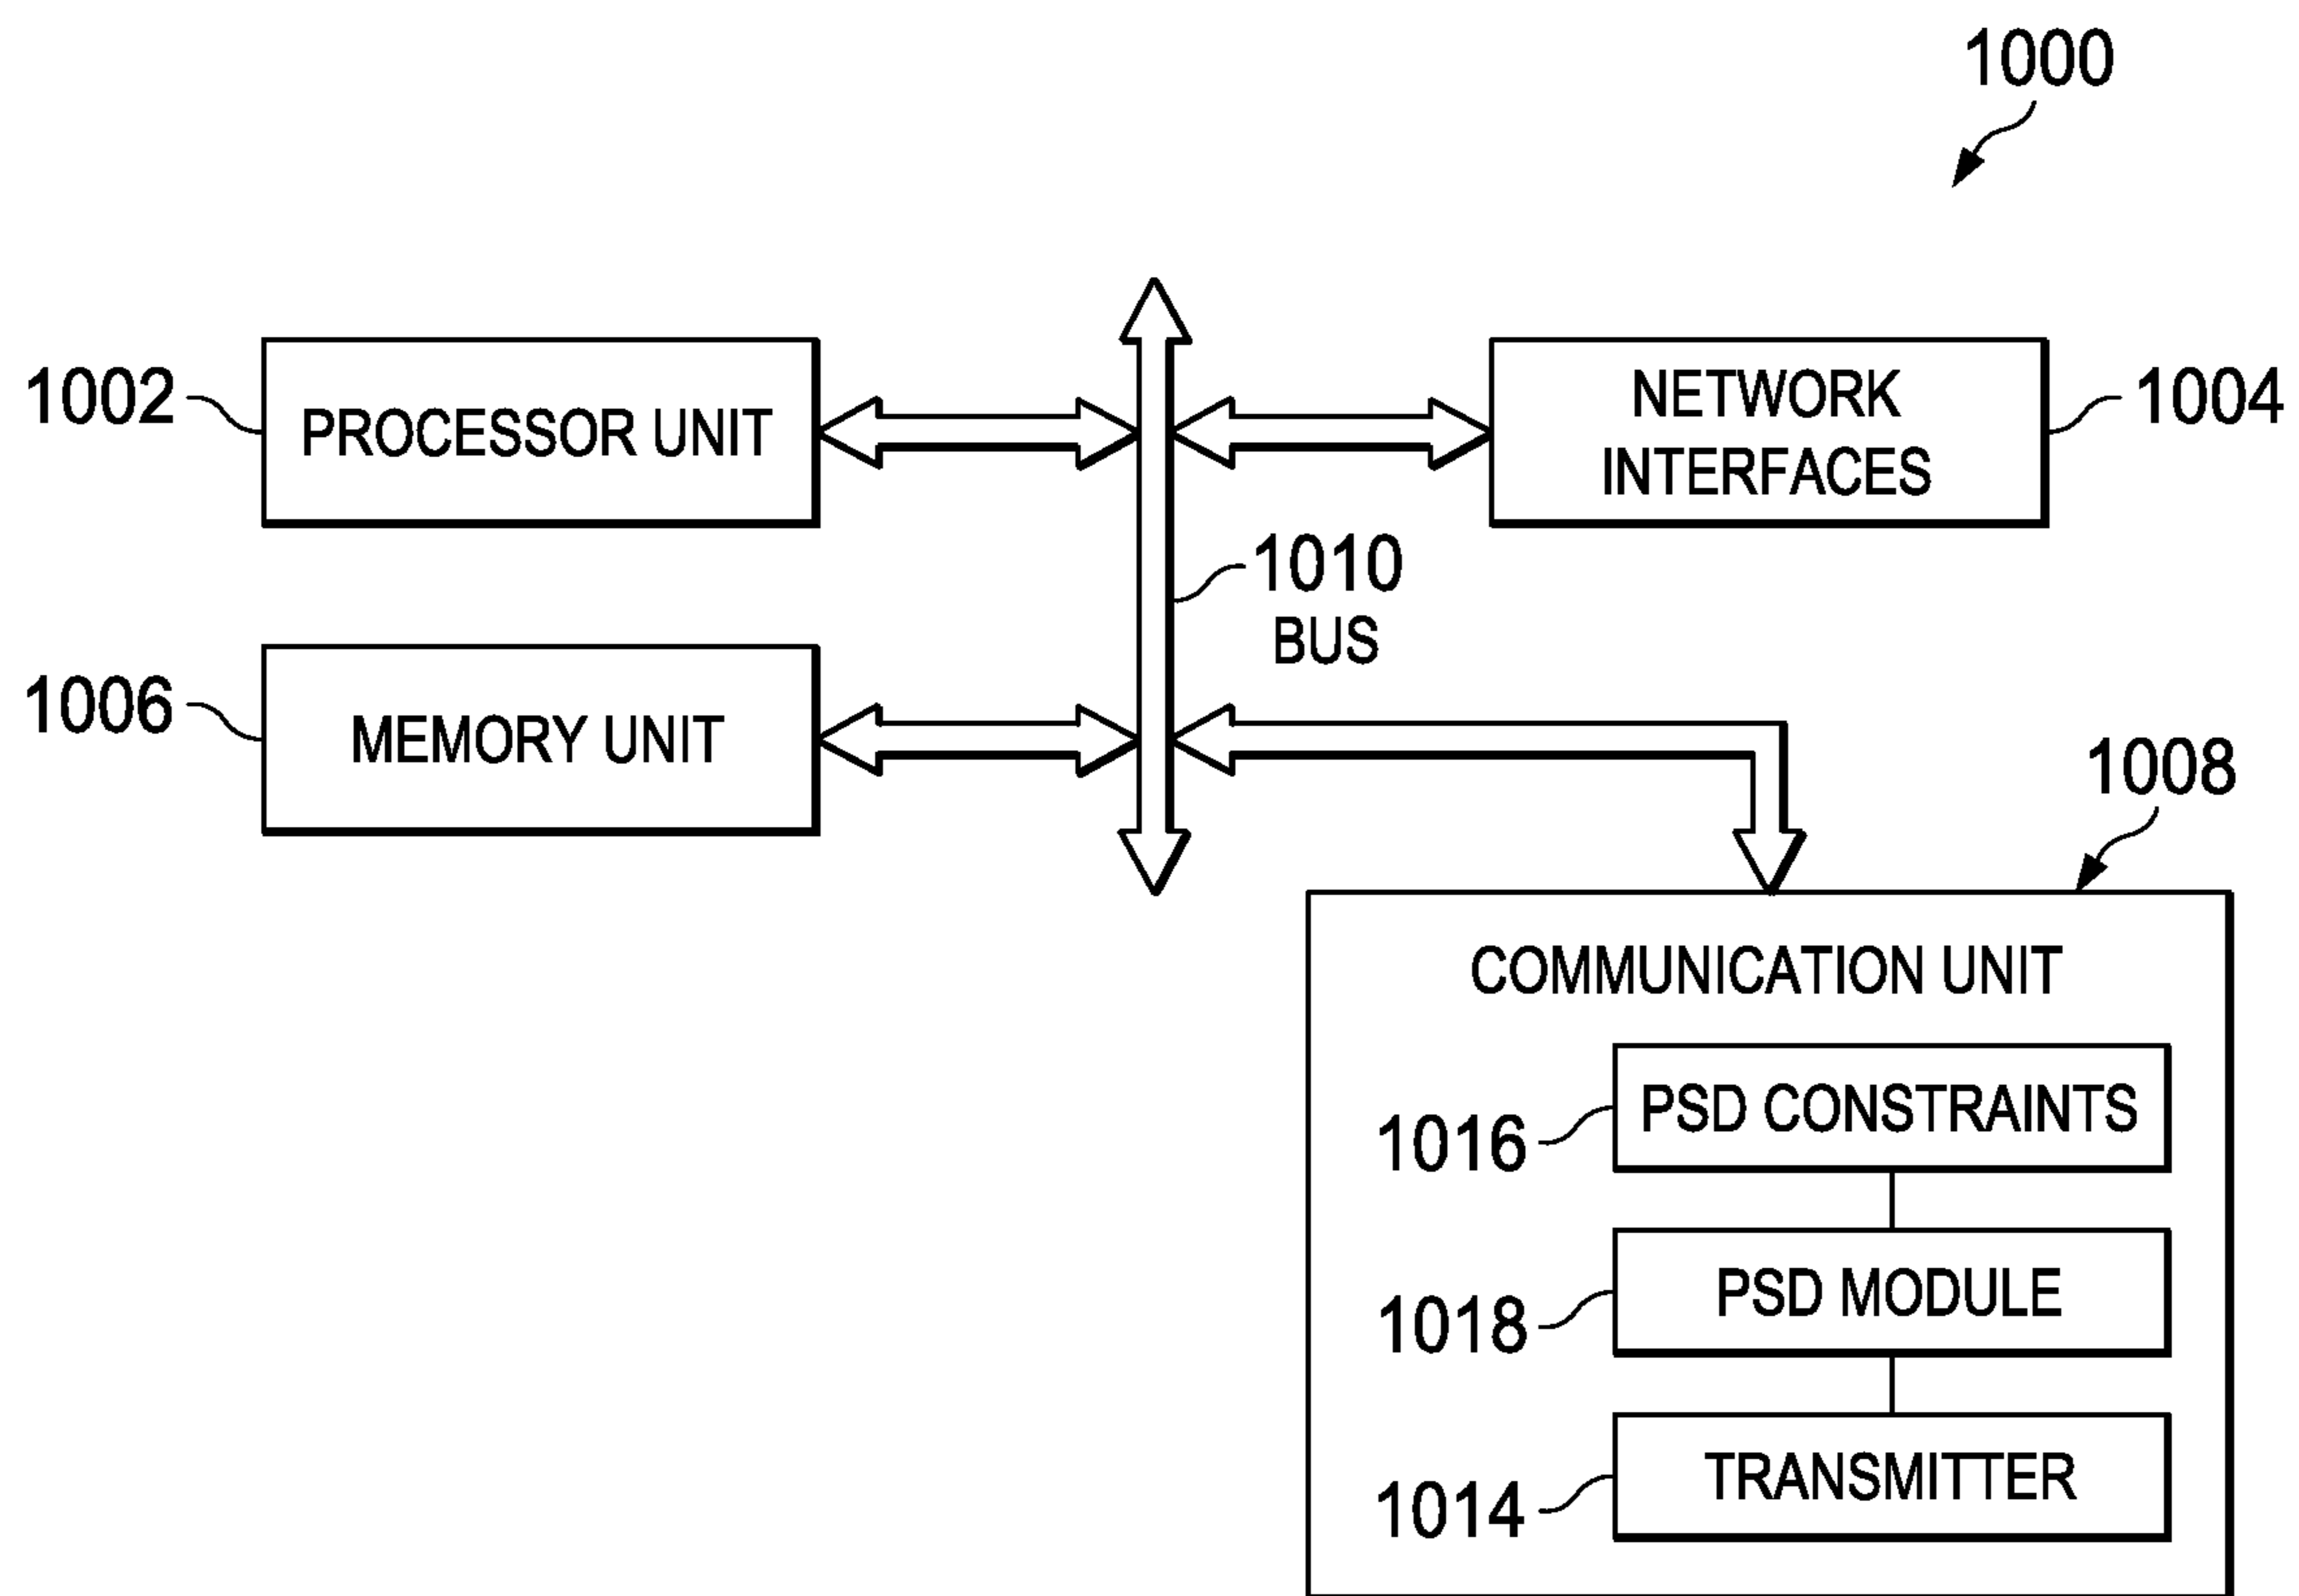 1000
1002
PROCESSOR UNIT
NETWORK
INTERFACES
1004
1010
BUS
1006
MEMORY UNIT
1008
COMMUNICATION UNIT
PSD CONSTRAINTS
1016
PSD MODULE
1018
TRANSMITTER
1014